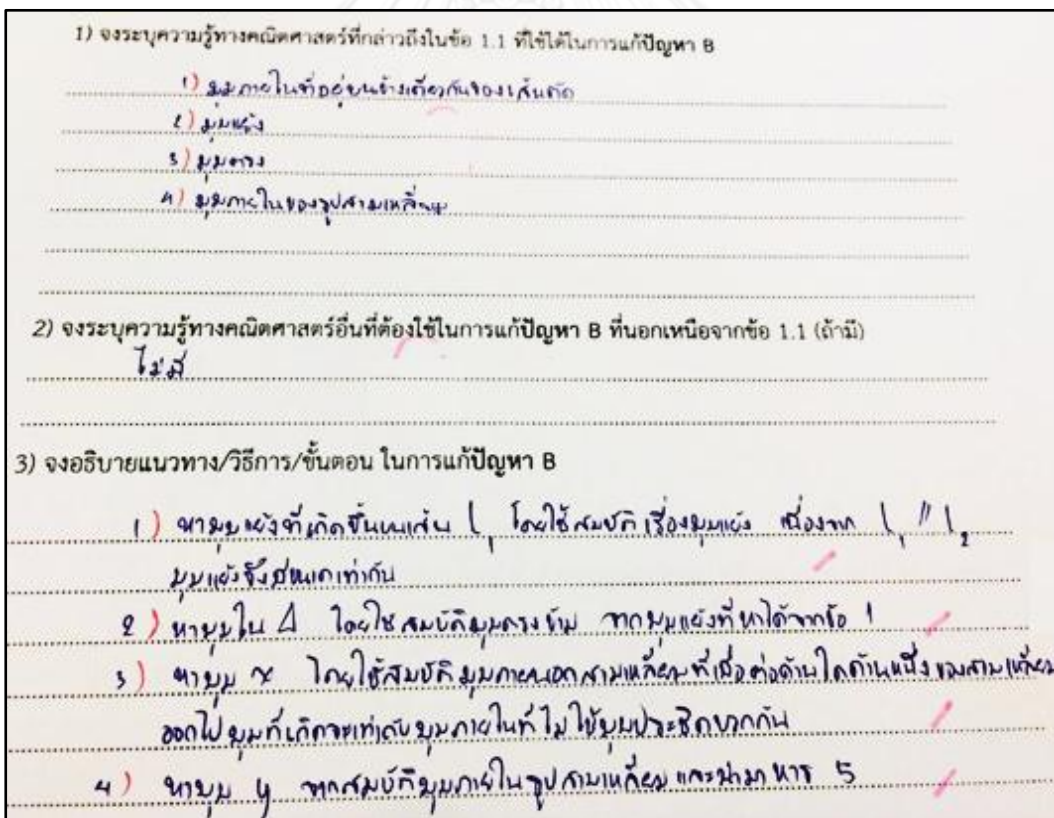 1) จงระบุความรู้ทางคณิตศาสตร์ที่กล่าวถึงในข้อ 1.1 ที่ใช้ได้ในการแก้ปัญหา B
1) มุมภายในที่อยู่บนข้างเดียวกันของเส้นตัด
2) มุมแย้ง
3) มุมตรง
4) มุมภายในของรูปสามเหลี่ยม
2) จงระบุความรู้ทางคณิตศาสตร์อื่นที่ต้องใช้ในการแก้ปัญหา B ที่นอกเหนือจากข้อ 1.1 (ถ้ามี)
ไม่มี
3) จงอธิบายแนวทาง/วิธีการ/ขั้นตอน ในการแก้ปัญหา B
1) หามุมแย้งที่เกิดขึ้นบนเส้น l₁ โดยใช้สมบัติเรื่องมุมแย้ง เนื่องจาก l₁ // l₂
มุมแย้งจึงมีขนาดเท่ากัน
2) หามุมใน Δ โดยใช้สมบัติมุมตรงข้าม จากมุมแย้งที่หาได้จากข้อ 1
3) หามุม x โดยใช้สมบัติมุมภายนอกสามเหลี่ยมที่เมื่อต่อด้านใดด้านหนึ่งของสามเหลี่ยม
ออกไปมุมที่เกิดจะเท่ากับมุมภายในที่ไม่ใช่มุมประชิดบวกกัน
4) หามุม y จากสมบัติมุมภายในรูปสามเหลี่ยม และนำมาหาร 5